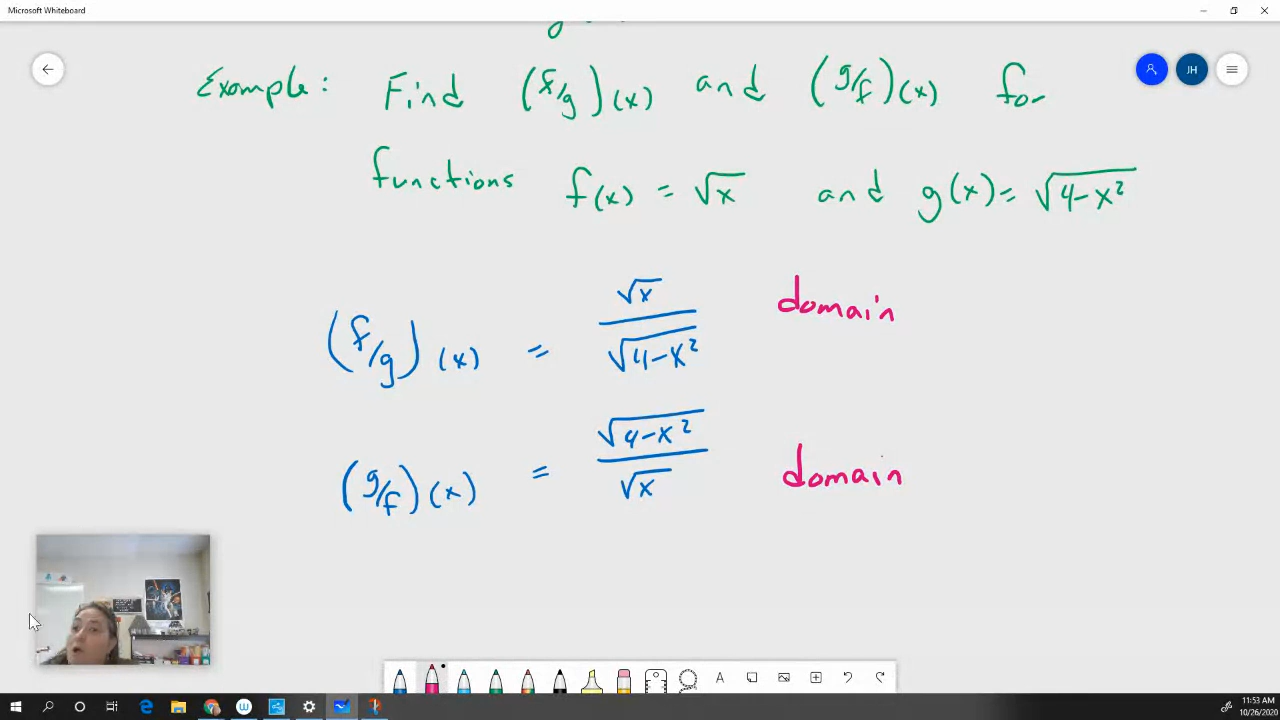 Microsoft Whiteboard
JH
Example: Find (f/g)(x) and (g/f)(x) for
functions f(x) = √x and g(x) = √4-x²
(f/g)(x) = √x / √4-x² domain
(g/f)(x) = √4-x² / √x domain
A
11:53 AM
10/26/2020